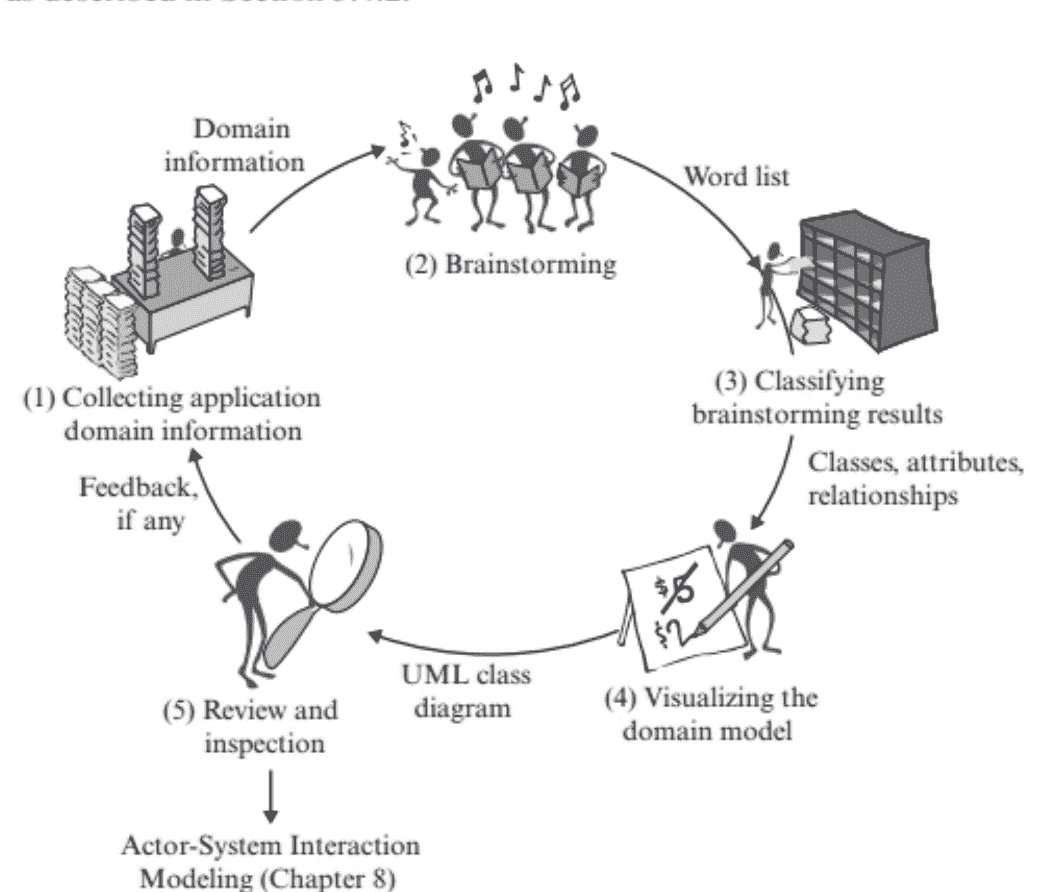 Domain
information
Word list
(2) Brainstorming
(1) Collecting application
domain information
(3) Classifying
brainstorming results
Classes, attributes,
relationships
Feedback,
if any
$5
$2
UML class
diagram
(4) Visualizing the
domain model
(5) Review and
inspection
Actor-System Interaction
Modeling (Chapter 8)